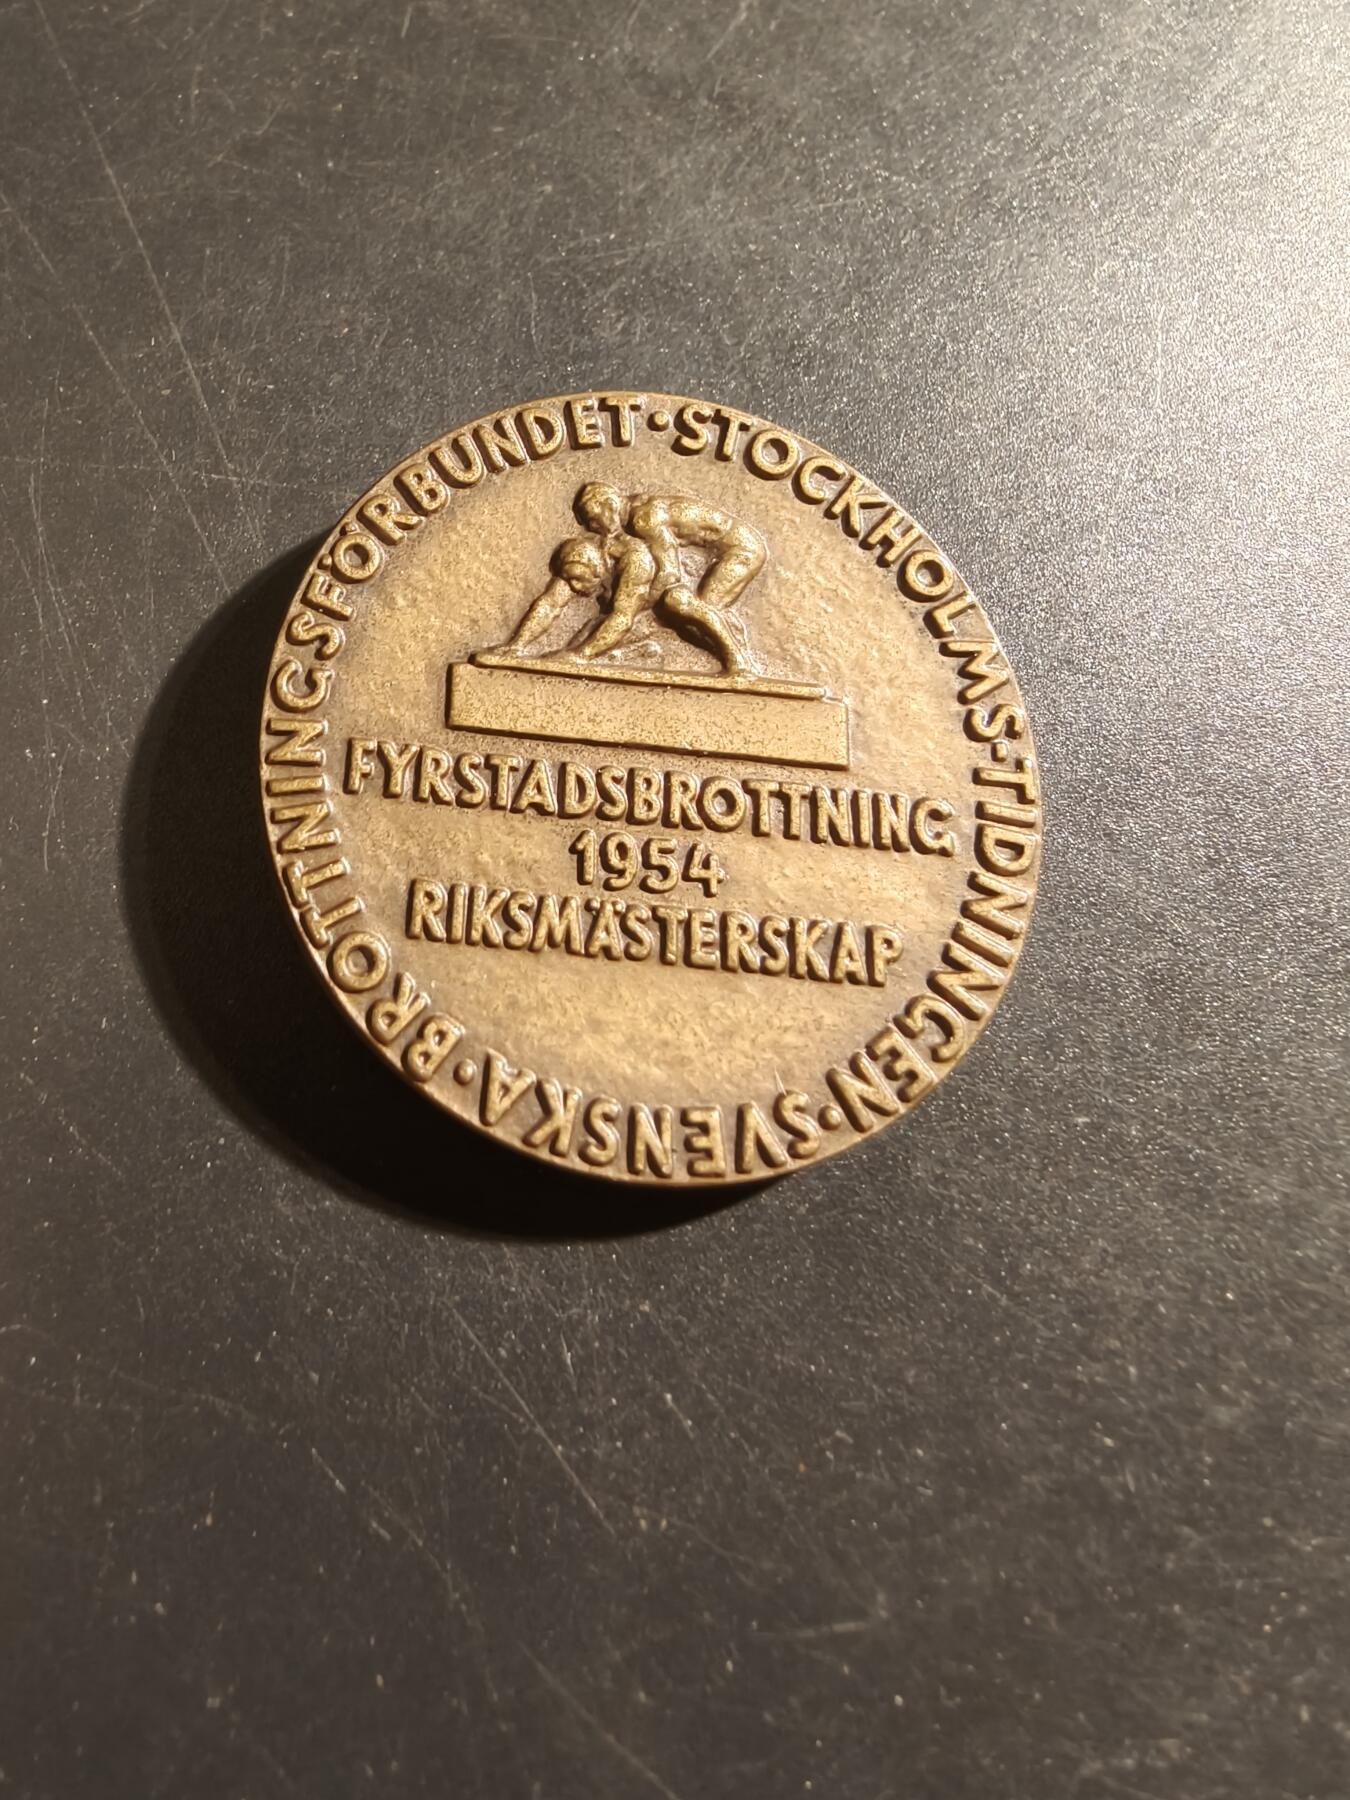 SVENSKA · BROTTNINGSFÖRBUNDET · STOCKHOLMS-TIDNINGEN ·
FYRSTADSBROTTNING
1954
RIKSMÄSTERSKAP